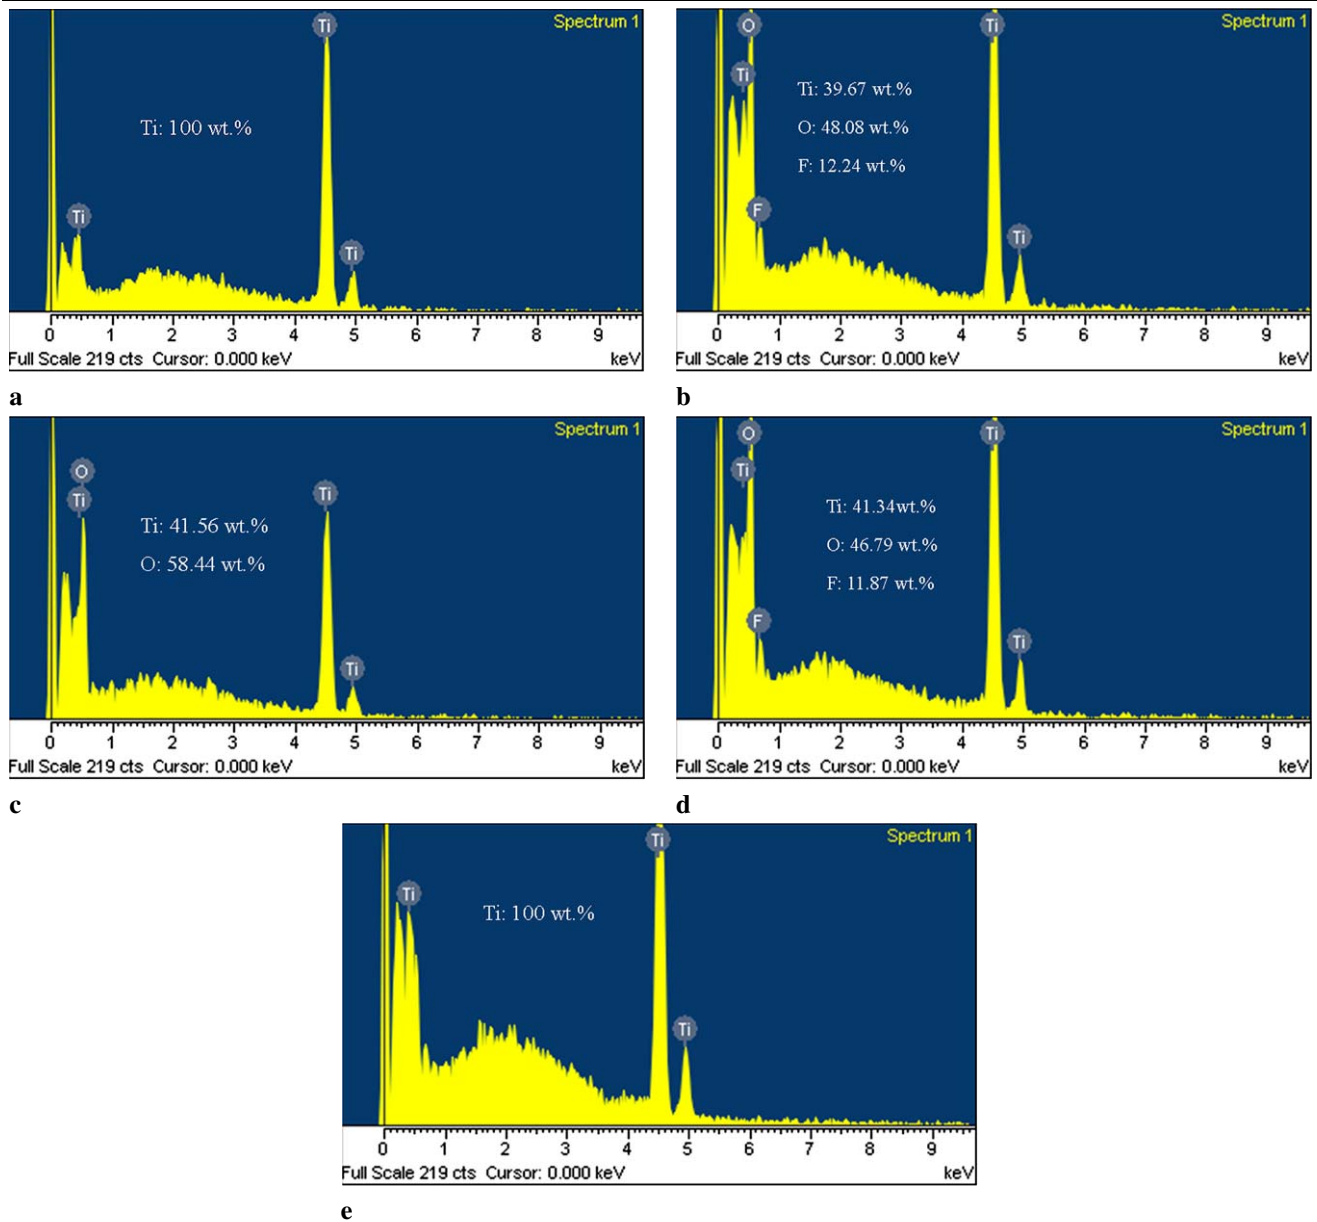 Spectrum 1
Ti
Ti: 100 wt.%
Ti
Ti
0 1 2 3 4 5 6 7 8 9
Full Scale 219 cts Cursor: 0.000 keV keV
a
Spectrum 1
O
Ti
Ti
Ti: 39.67 wt.%
O: 48.08 wt.%
F: 12.24 wt.%
F
Ti
0 1 2 3 4 5 6 7 8 9
Full Scale 219 cts Cursor: 0.000 keV keV
b
Spectrum 1
O
Ti
Ti
Ti: 41.56 wt.%
O: 58.44 wt.%
Ti
0 1 2 3 4 5 6 7 8 9
Full Scale 219 cts Cursor: 0.000 keV keV
c
Spectrum 1
O
Ti
Ti
Ti: 41.34wt.%
O: 46.79 wt.%
F: 11.87 wt.%
F
Ti
0 1 2 3 4 5 6 7 8 9
Full Scale 219 cts Cursor: 0.000 keV keV
d
Spectrum 1
Ti
Ti
Ti: 100 wt.%
Ti
0 1 2 3 4 5 6 7 8 9
Full Scale 219 cts Cursor: 0.000 keV keV
e